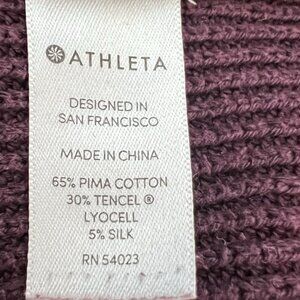 ATHLETA
DESIGNED IN
SAN FRANCISCO
MADE IN CHINA
65% PIMA COTTON
30% TENCEL ®
LYOCELL
5% SILK
RN 54023